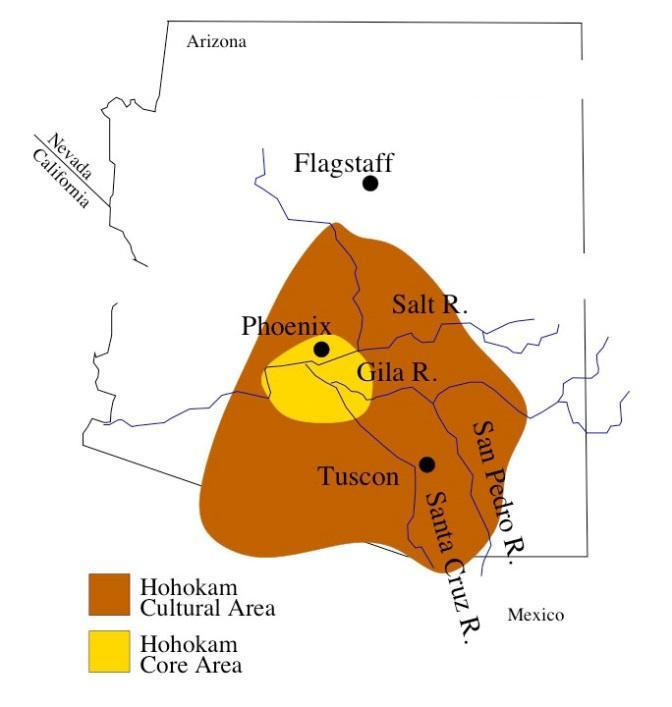 Arizona
Nevada
California
Flagstaff
Salt R.
Phoenix
Gila R.
Tuscon
San Pedro R.
Santa Cruz R.
Hohokam
Cultural Area
Hohokam
Core Area
Mexico